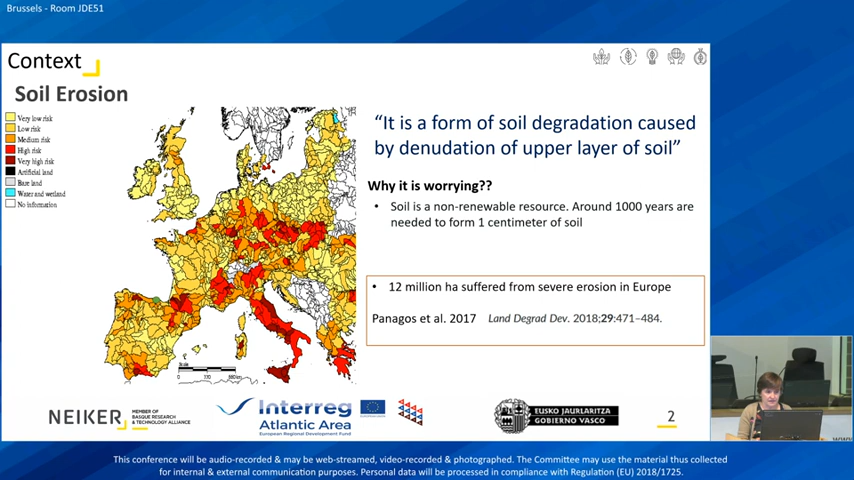 Brussels - Room JDE51
Context
Soil Erosion
Very low risk
Low risk
Medium risk
High risk
Very high risk
Artificial land
Bare land
Water and wetland
No information
“It is a form of soil degradation caused
by denudation of upper layer of soil”
Why it is worrying??
• Soil is a non-renewable resource. Around 1000 years are
needed to form 1 centimeter of soil
• 12 million ha suffered from severe erosion in Europe
Panagos et al. 2017 Land Degrad Dev. 2018;29:471–484.
NEIKER
MEMBER OF
BASQUE RESEARCH
& TECHNOLOGY ALLIANCE
Interreg
Atlantic Area
European Regional Development Fund
EUSKO JAURLARITZA
GOBIERNO VASCO
2
This conference will be audio-recorded & may be web-streamed, video-recorded & photographed. The Committee may use the material thus collected
for internal & external communication purposes. Personal data will be processed in compliance with Regulation (EU) 2018/1725.